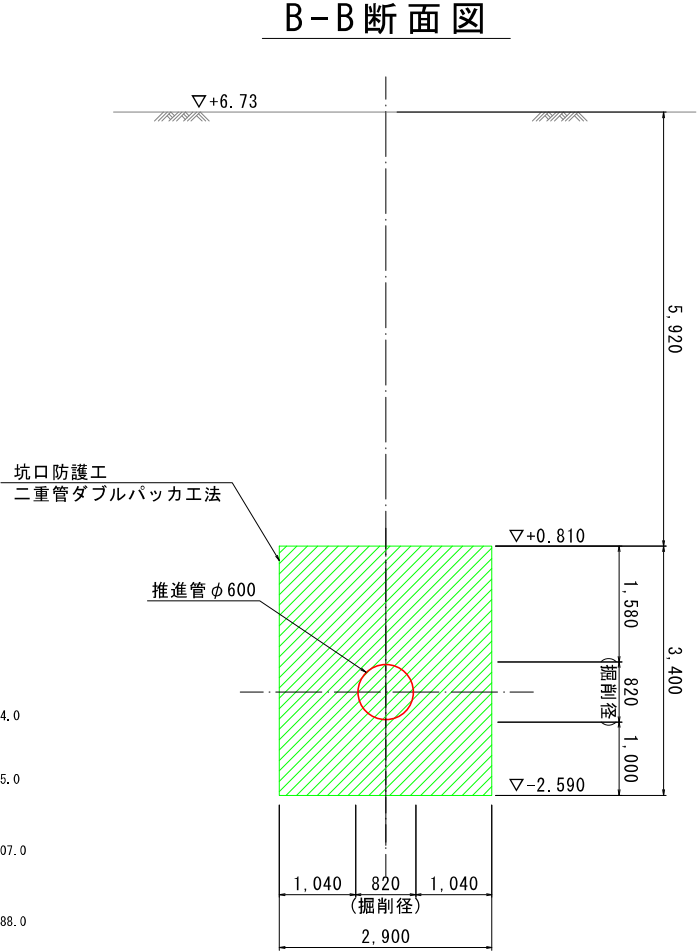 B-B断面図
▽+6.73
5,920
坑口防護工
二重管ダブルパッカ工法
▽+0.810
推進管φ600
1,580
3,400
820
(掘削径)
1,000
▽-2.590
4.0
5.0
07.0
88.0
1,040
820
1,040
(掘削径)
2,900